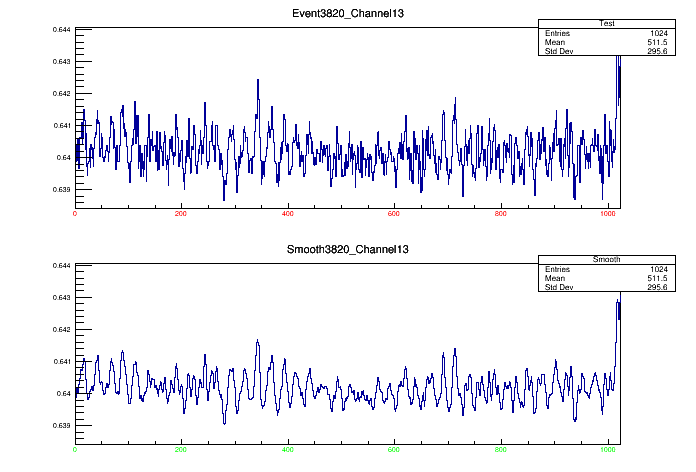 Event3820_Channel13
Test
Entries 1024
Mean 511.5
Std Dev 295.6
0.644
0.643
0.642
0.641
0.64
0.639
0 200 400 600 800 1000
Smooth3820_Channel13
Smooth
Entries 1024
Mean 511.5
Std Dev 295.6
0.644
0.643
0.642
0.641
0.64
0.639
0 200 400 600 800 1000